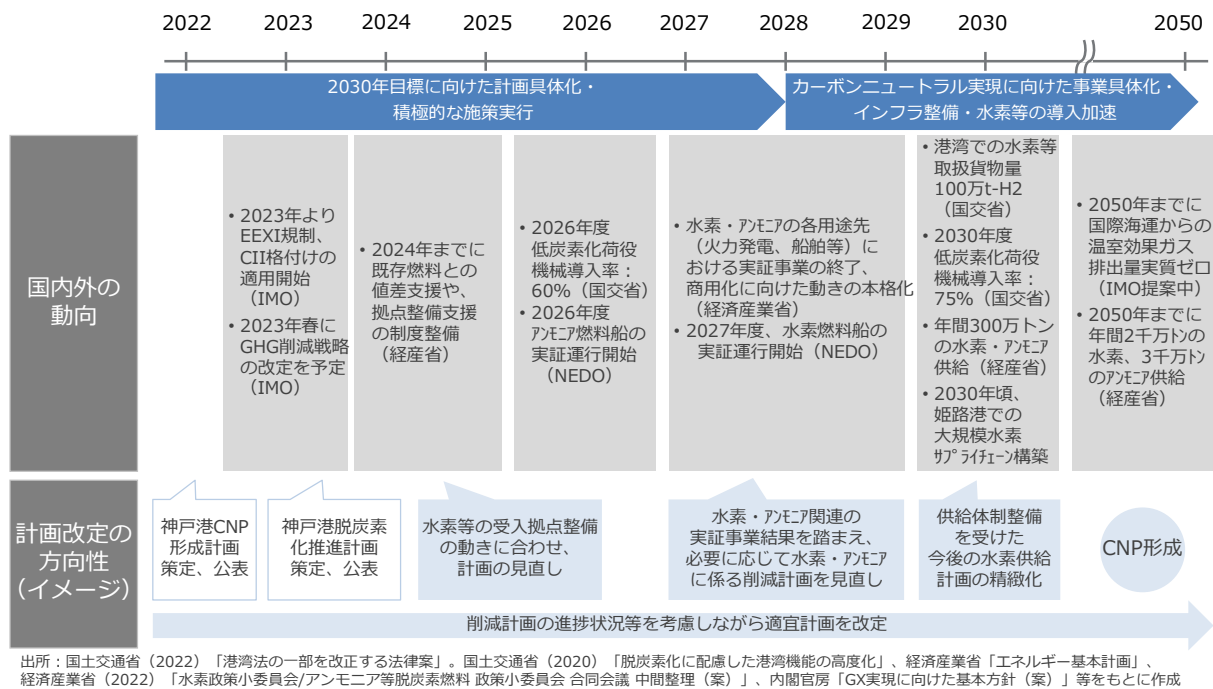 2022 2023 2024 2025 2026 2027 2028 2029 2030 2050
2030年目標に向けた計画具体化・
積極的な施策実行
カーボンニュートラル実現に向けた事業具体化・
インフラ整備・水素等の導入加速
国内外の
動向
• 2023年より
EEXI規制、
CII格付けの
適用開始
（IMO）
• 2023年春に
GHG削減戦略
の改定を予定
（IMO）
• 2024年までに
既存燃料との
値差支援や、
拠点整備支援
の制度整備
（経産省）
• 2026年度
低炭素化荷役
機械導入率：
60%（国交省）
• 2026年度
ｱﾝﾓﾆｱ燃料船の
実証運行開始
（NEDO）
• 水素・ｱﾝﾓﾆｱの各用途先
（火力発電、船舶等）に
おける実証事業の終了、
商用化に向けた動きの本格化
（経済産業省）
• 2027年度、水素燃料船の
実証運行開始（NEDO）
• 港湾での水素等
取扱貨物量
100万t-H2
（国交省）
• 2030年度
低炭素化荷役
機械導入率：
75%（国交省）
• 年間300万トン
の水素・ｱﾝﾓﾆｱ
供給（経産省）
• 2030年頃、
姫路港での
大規模水素
ｻﾌﾟﾗｲﾁｪｰﾝ構築
• 2050年までに
国際海運からの
温室効果ガス
排出量実質ゼロ
（IMO提案中）
• 2050年までに
年間2千万ﾄﾝの
水素、3千万ﾄﾝ
のｱﾝﾓﾆｱ供給
（経産省）
計画改定の
方向性
（イメージ）
神戸港CNP
形成計画
策定、公表
神戸港脱炭素
化推進計画
策定、公表
水素等の受入拠点整備
の動きに合わせ、
計画の見直し
水素・ｱﾝﾓﾆｱ関連の
実証事業結果を踏まえ、
必要に応じて水素・ｱﾝﾓﾆｱ
に係る削減計画を見直し
供給体制整備
を受けた
今後の水素供給
計画の精緻化
CNP形成
削減計画の進捗状況等を考慮しながら適宜計画を改定
出所：国土交通省（2022）「港湾法の一部を改正する法律案」。国土交通省（2020）「脱炭素化に配慮した港湾機能の高度化」、経済産業省「エネルギー基本計画」、
経済産業省（2022）「水素政策小委員会/アンモニア等脱炭素燃料 政策小委員会 合同会議 中間整理（案）」、内閣官房「GX実現に向けた基本方針（案）」等をもとに作成